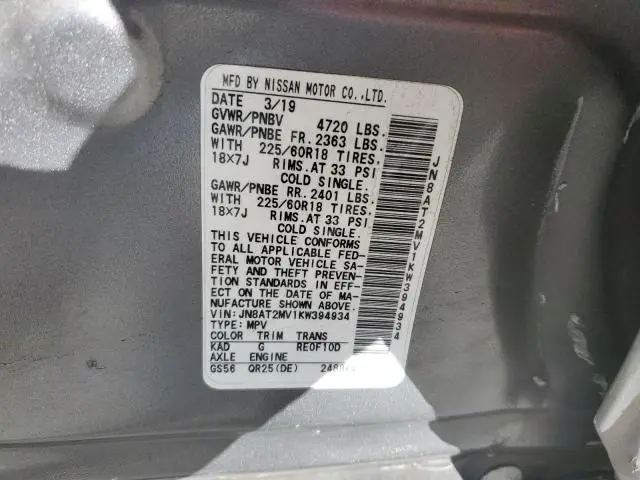 MFD BY NISSAN MOTOR CO.,LTD.
DATE 3/19
GVWR/PNBV 4720 LBS.
GAWR/PNBE FR. 2363 LBS.
WITH 225/60R18 TIRES.
18X7J RIMS.AT 33 PSI
COLD SINGLE.
GAWR/PNBE RR. 2401 LBS.
WITH 225/60R18 TIRES.
18X7J RIMS.AT 33 PSI
COLD SINGLE.
THIS VEHICLE CONFORMS
TO ALL APPLICABLE FED-
ERAL MOTOR VEHICLE SA-
FETY AND THEFT PREVEN-
TION STANDARDS IN EFF-
ECT ON THE DATE OF MA-
NUFACTURE SHOWN ABOVE.
VIN:JN8AT2MV1KW394934
TYPE:MPV
COLOR TRIM TRANS
KAD G RE0F10D
AXLE ENGINE
GS56 QR25(DE)
JN8AT2MV1KW394934